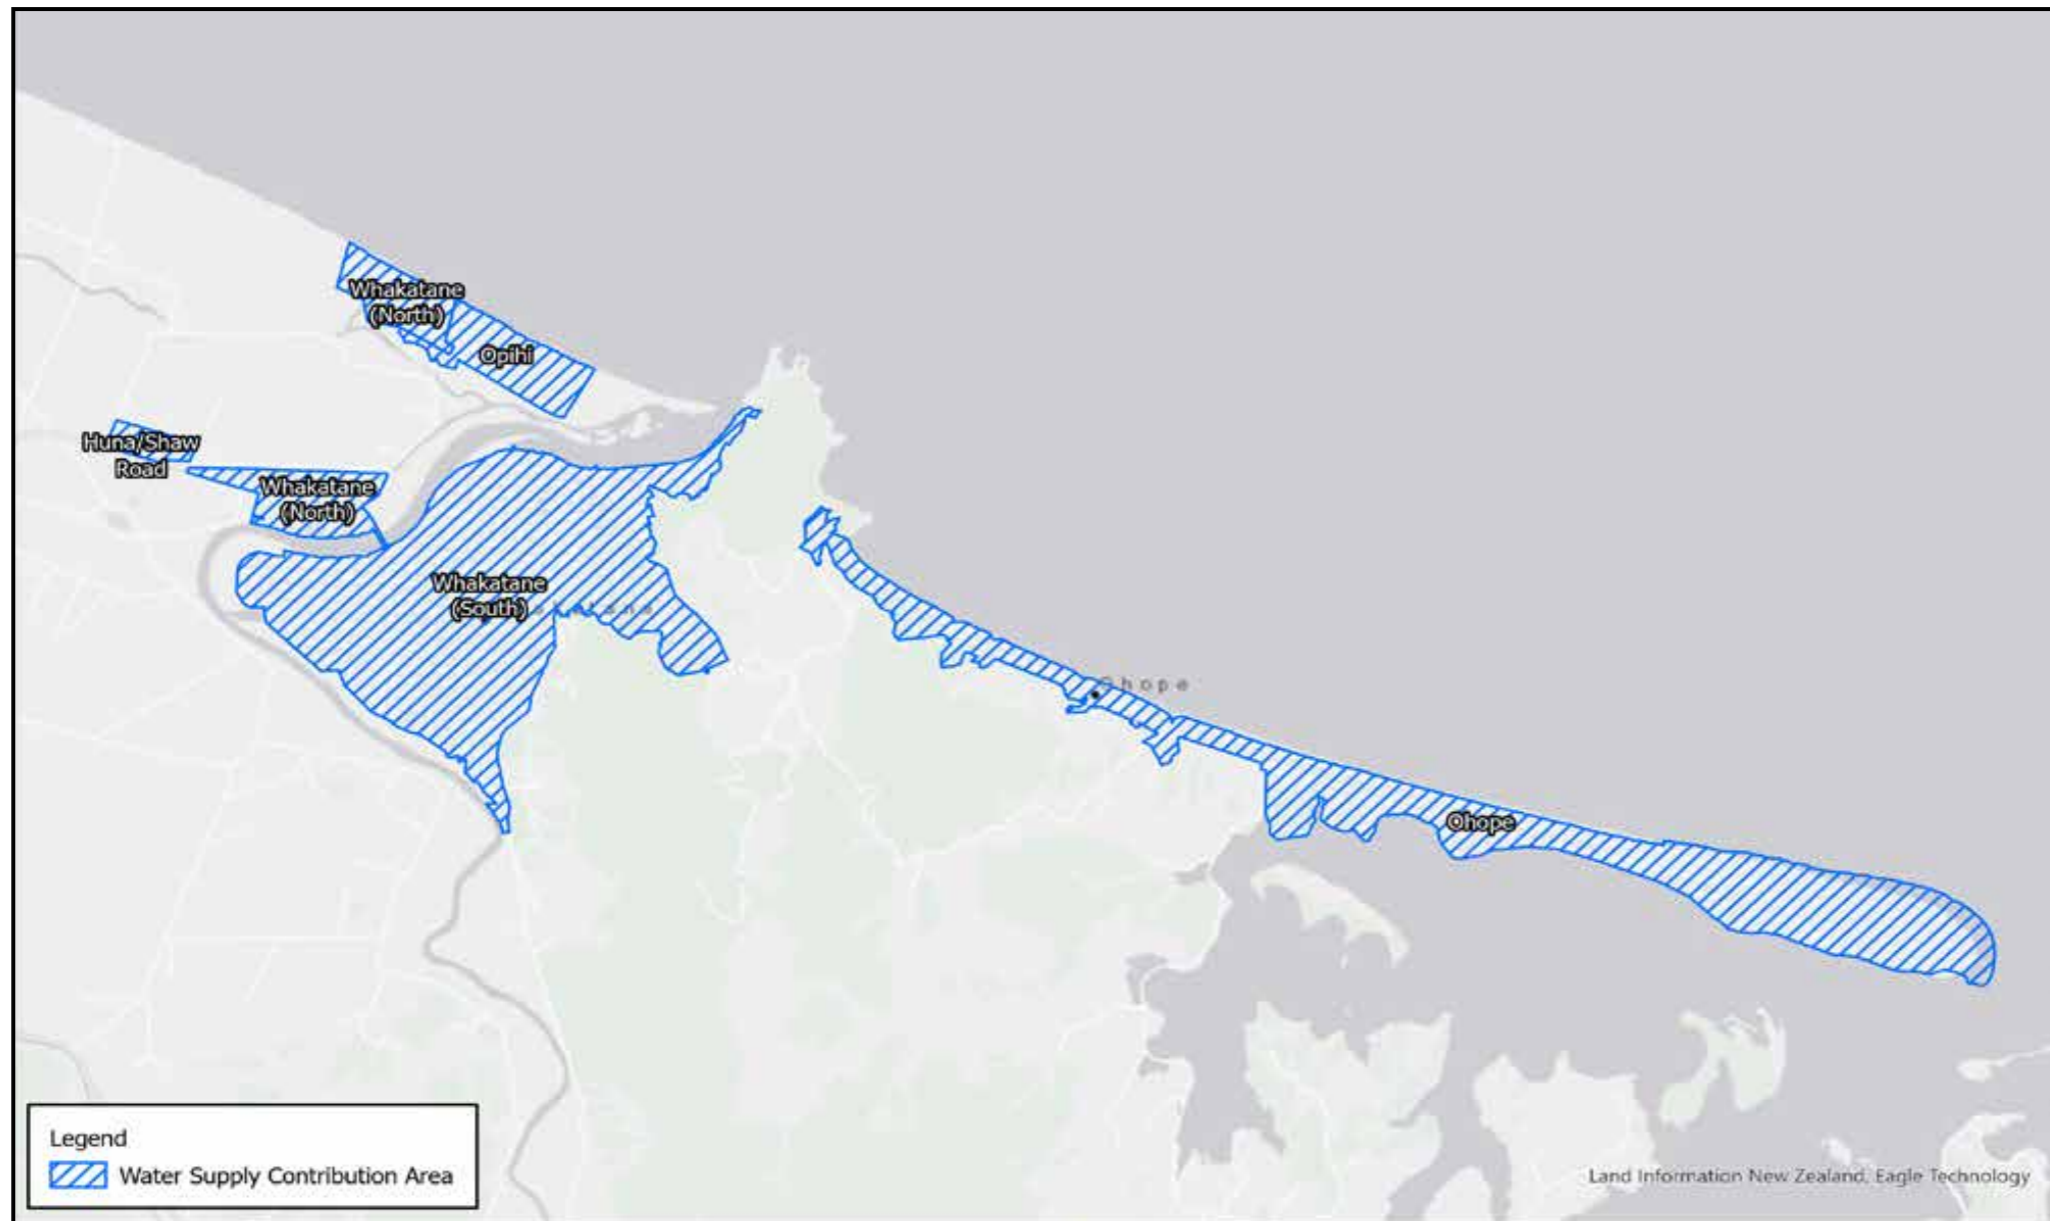 Whakatane
(North)
Opihi
Huna/Shaw
Road
Whakatane
(North)
Whakatane
(South)
Ohope
Ohope
Legend
Water Supply Contribution Area
Land Information New Zealand, Eagle Technology